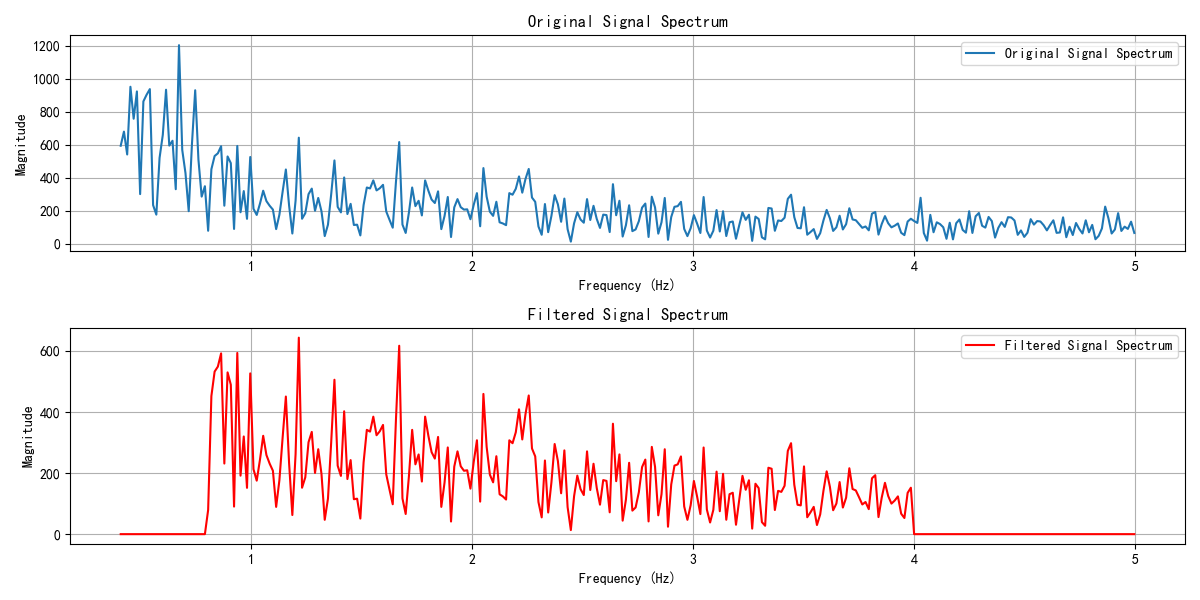 Original Signal Spectrum
Original Signal Spectrum
1200
1000
800
600
400
200
0
Magnitude
1 2 3 4 5
Frequency (Hz)
Filtered Signal Spectrum
Filtered Signal Spectrum
600
400
200
0
Magnitude
1 2 3 4 5
Frequency (Hz)